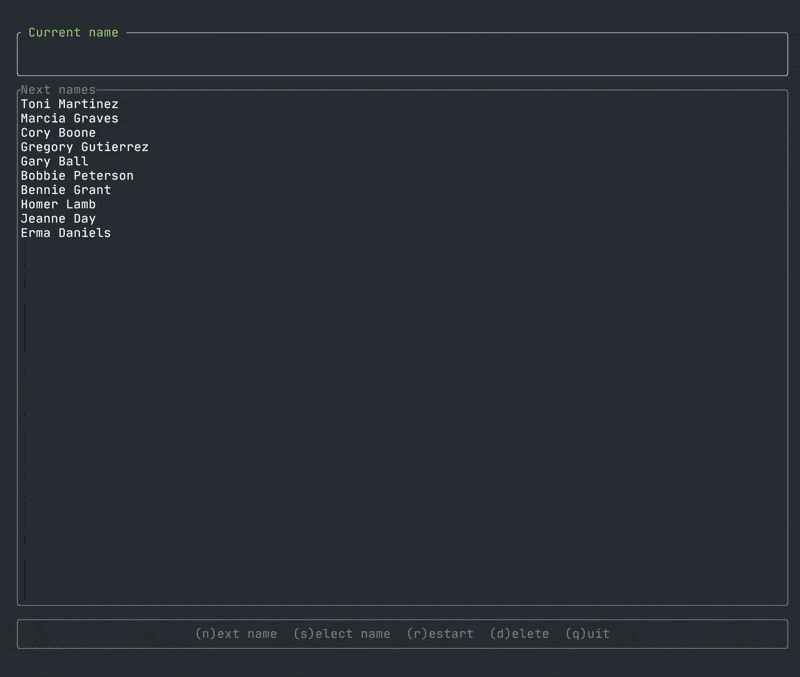 Current name
Next names
Toni Martinez
Marcia Graves
Cory Boone
Gregory Gutierrez
Gary Ball
Bobbie Peterson
Bennie Grant
Homer Lamb
Jeanne Day
Erma Daniels
(n)ext name (s)elect name (r)estart (d)elete (q)uit